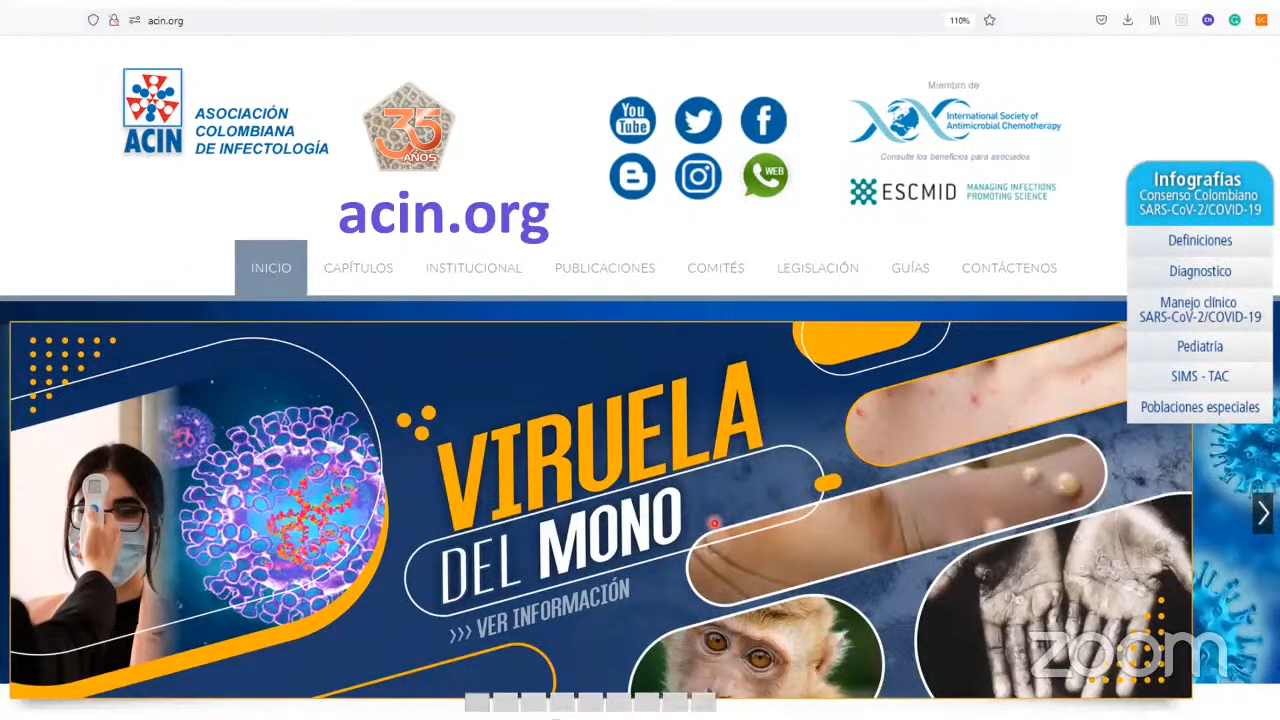 acin.org
110%
ACIN
ASOCIACIÓN
COLOMBIANA
DE INFECTOLOGÍA
35
AÑOS
acin.org
You
Tube
WEB
Miembro de
International Society of
Antimicrobial Chemotherapy
Consulte los beneficios para asociados
ESCMID
MANAGING INFECTIONS
PROMOTING SCIENCE
Infografías
Consenso Colombiano
SARS-CoV-2/COVID-19
Definiciones
Diagnostico
Manejo clínico
SARS-CoV-2/COVID-19
Pediatría
SIMS - TAC
Poblaciones especiales
INICIO
CAPÍTULOS
INSTITUCIONAL
PUBLICACIONES
COMITÉS
LEGISLACIÓN
GUÍAS
CONTÁCTENOS
VIRUELA
DEL MONO
>>> VER INFORMACIÓN
zoom